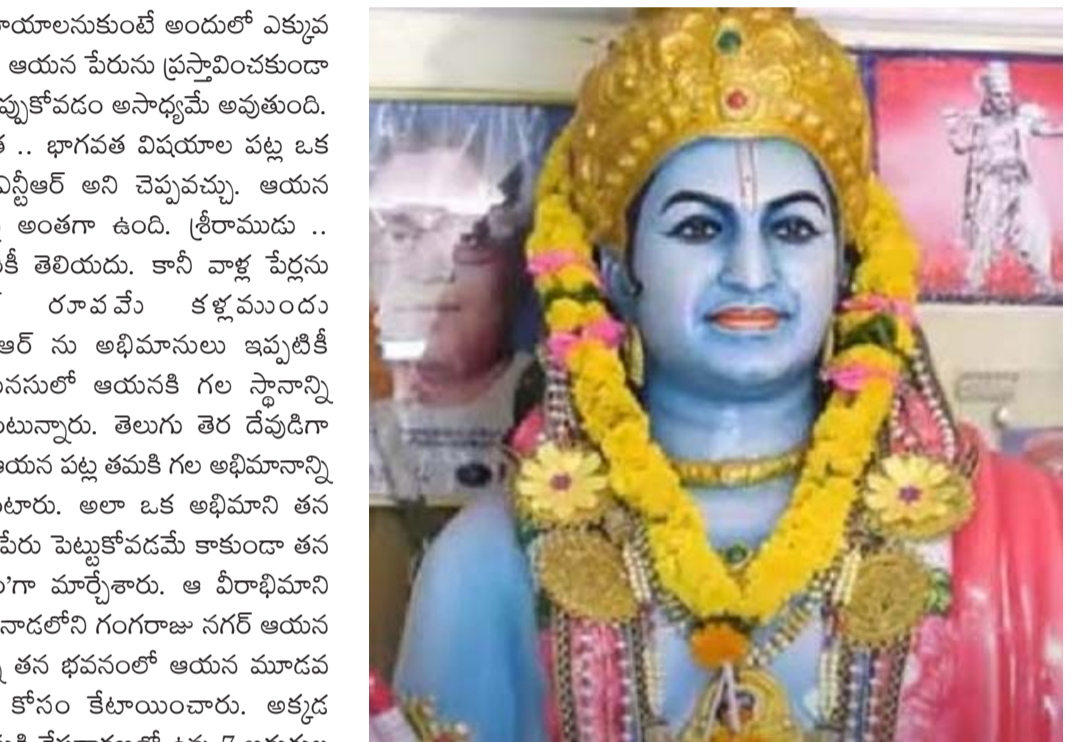 యాలనుకుంటే అందులో ఎక్కువ
ఆయన పేరును ప్రస్తావించకుండా
ప్పుకోవడం అసాధ్యమే అవుతుంది.
.. భాగవత విషయాల పట్ల ఒక
ఎన్టీఆర్ అని చెప్పవచ్చు. ఆయన
అంతగా ఉంది. శ్రీరాముడు ..
కీ తెలియదు. కానీ వాళ్ల పేర్లను
రూపమే కళ్లముందు
ఆర్ ను అభిమానులు ఇప్పటికీ
మనసులో ఆయనకి గల స్థానాన్ని
ంటున్నారు. తెలుగు తెర దేవుడిగా
ఆయన పట్ల తమకి గల అభిమానాన్ని
ంటారు. అలా ఒక అభిమాని తన
పేరు పెట్టుకోవడమే కాకుండా తన
'గా మార్చేశారు. ఆ వీరాభిమాని
నాడలోని గంగరాజు నగర్ ఆయన
తన భవనంలో ఆయన మూడవ
కోసం కేటాయించారు. అక్కడ